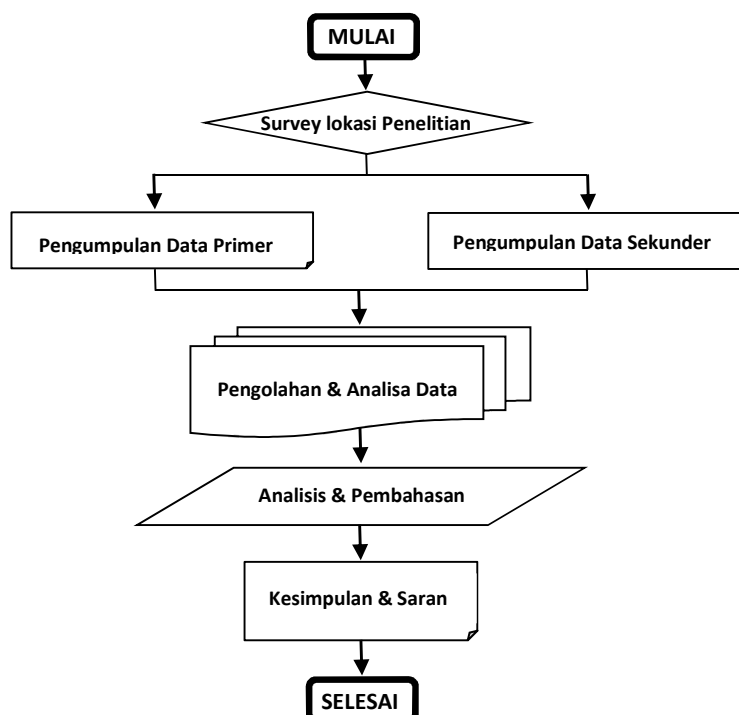 MULAI
Survey lokasi Penelitian
Pengumpulan Data Primer
Pengumpulan Data Sekunder
Pengolahan & Analisa Data
Analisis & Pembahasan
Kesimpulan & Saran
SELESAI